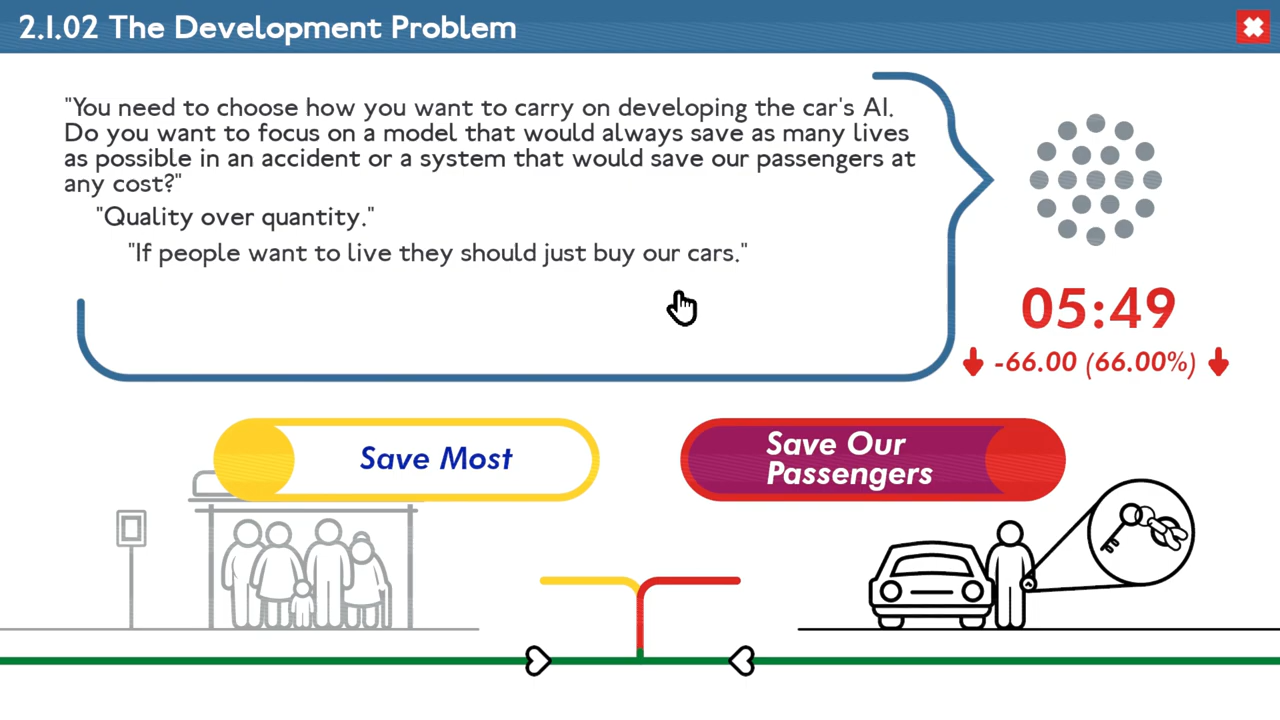 2.1.02 The Development Problem
"You need to choose how you want to carry on developing the car's AI.
Do you want to focus on a model that would always save as many lives
as possible in an accident or a system that would save our passengers at
any cost?"
"Quality over quantity."
"If people want to live they should just buy our cars."
05:49
-66.00 (66.00%)
Save Most
Save Our
Passengers